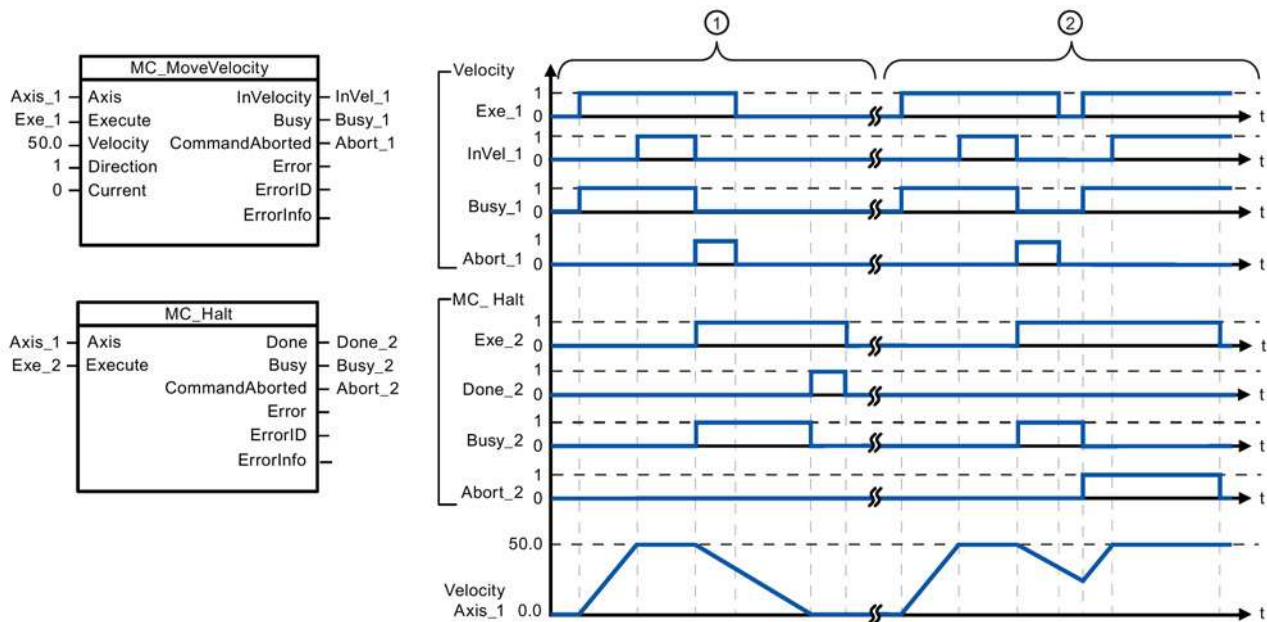 MC_MoveVelocity
Axis_1 Axis InVelocity InVel_1
Exe_1 Execute Busy Busy_1
50.0 Velocity CommandAborted Abort_1
1 Direction Error
0 Current ErrorID
ErrorInfo
MC_Halt
Axis_1 Axis Done Done_2
Exe_2 Execute Busy Busy_2
CommandAborted Abort_2
Error
ErrorID
ErrorInfo
1 2
Velocity
Exe_1 1 0 t
InVel_1 1 0 t
Busy_1 1 0 t
Abort_1 1 0 t
MC_ Halt
Exe_2 1 0 t
Done_2 1 0 t
Busy_2 1 0 t
Abort_2 1 0 t
50.0
Velocity
Axis_1 0.0 t